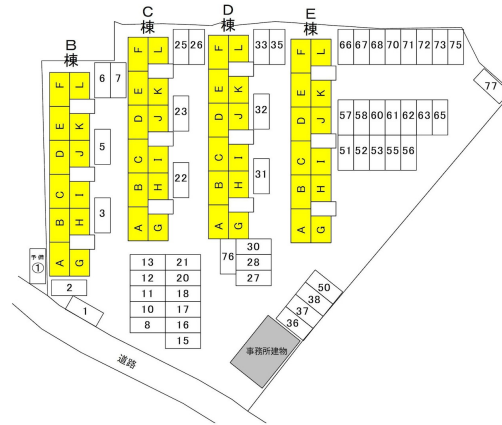 B
棟
C
棟
D
棟
E
棟
F L
E K
D J
C I
B H
A G
F L
E K
D J
C I
B H
A G
F L
E K
D J
C I
B H
A G
F L
E K
D J
C I
B H
A G
6 7
5
3
予備
①
2
1
25 26
23
22
33 35
32
31
66 67 68 70 71 72 73 75
77
57 58 60 61 62 63 65
51 52 53 55 56
13 21
12 20
11 18
10 17
8 16
15
76
30
28
27
50
38
37
36
事務所建物
道路